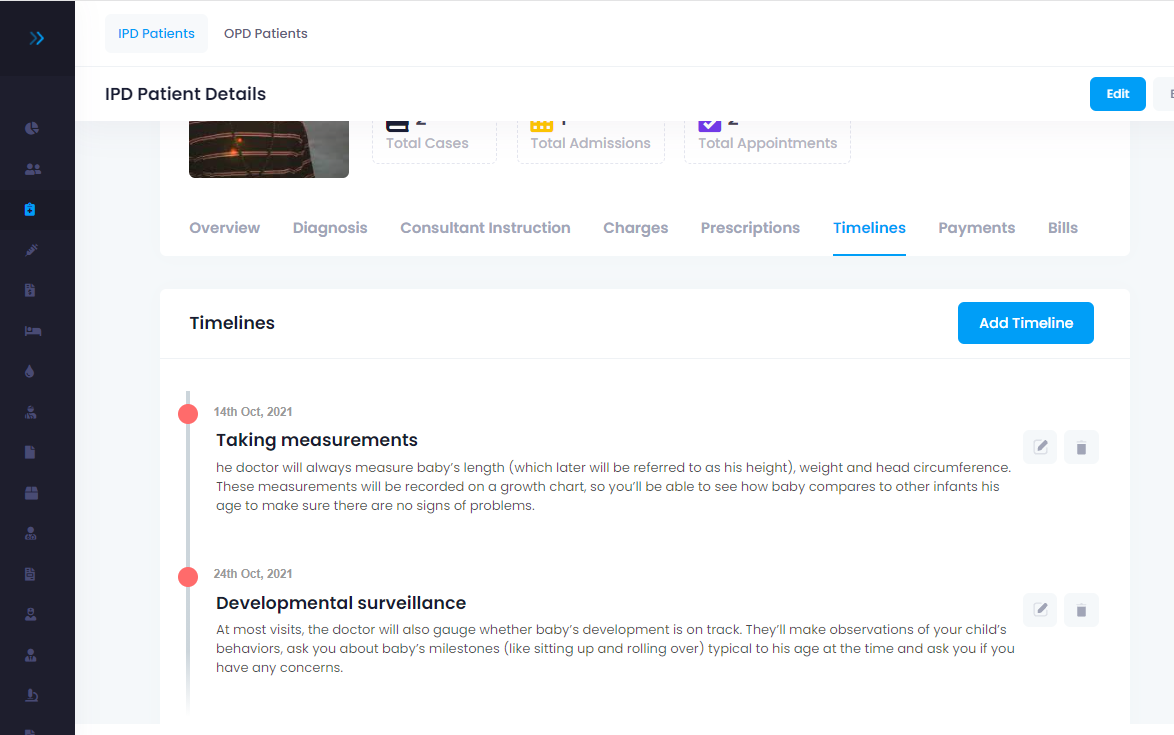 IPD Patients OPD Patients
IPD Patient Details
Edit
Total Cases
Total Admissions
Total Appointments
Overview Diagnosis Consultant Instruction Charges Prescriptions Timelines Payments Bills
Timelines
Add Timeline
14th Oct, 2021
Taking measurements
he doctor will always measure baby’s length (which later will be referred to as his height), weight and head circumference.
These measurements will be recorded on a growth chart, so you’ll be able to see how baby compares to other infants his
age to make sure there are no signs of problems.
24th Oct, 2021
Developmental surveillance
At most visits, the doctor will also gauge whether baby’s development is on track. They’ll make observations of your child’s
behaviors, ask you about baby’s milestones (like sitting up and rolling over) typical to his age at the time and ask you if you
have any concerns.